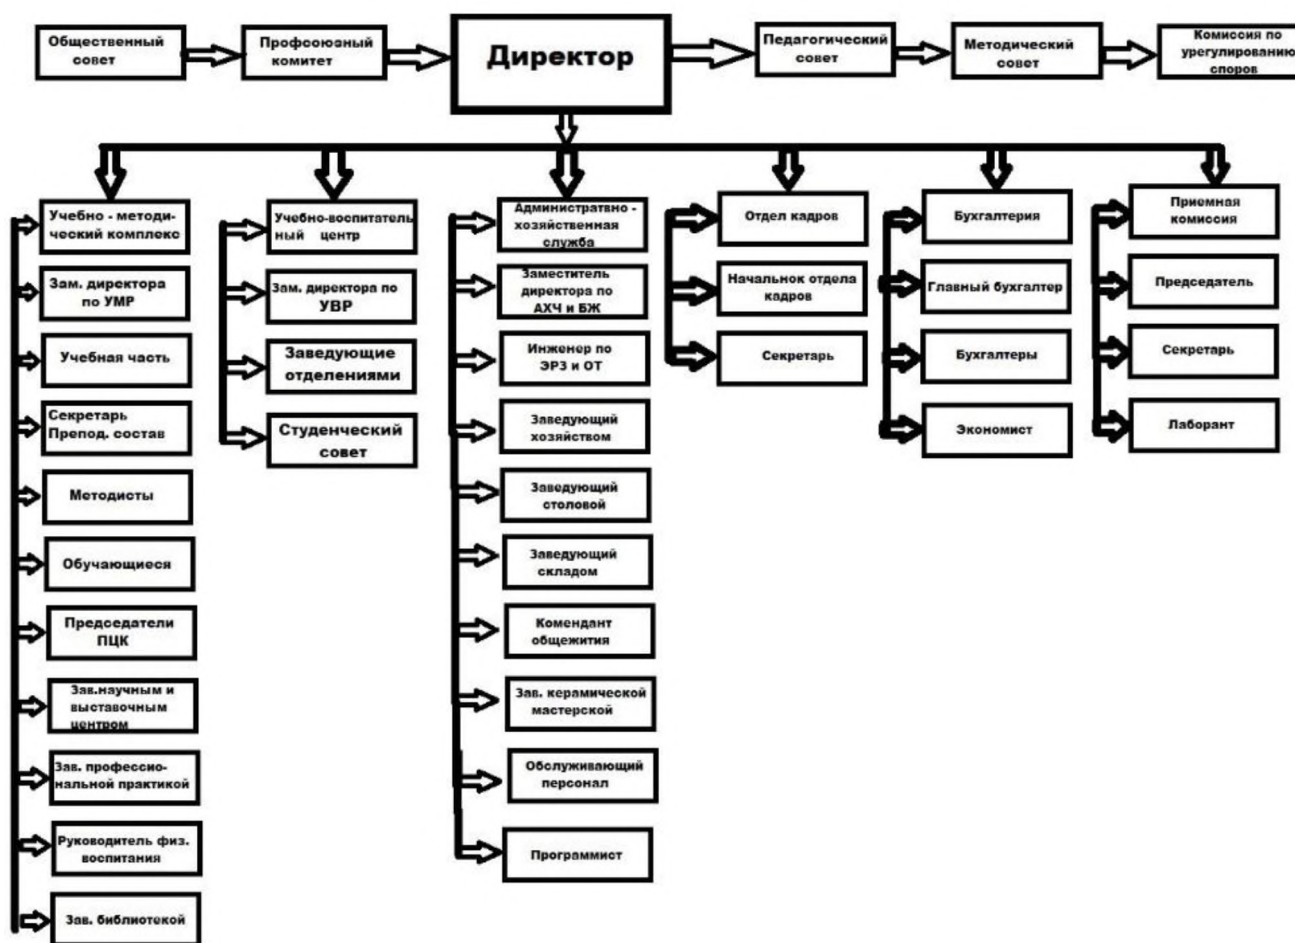 Общественный
совет
Профсоюзный
комитет
Директор
Педагогический
совет
Методический
совет
Комиссия по
урегулированию
споров
Учебно - методи-
ческий комплекс
Зам. директора
по УМР
Учебная часть
Секретарь
Препод. состав
Методисты
Обучающиеся
Председатели
ПЦК
Зав.научным и
выставочным
центром
Зав. профессио-
нальной практикой
Руководитель физ.
воспитания
Зав. библиотекой
Учебно-воспитатель
ный центр
Зам. директора по
УВР
Заведующие
отделениями
Студенческий
совет
Администратвно -
хозяйственная
служба
Заместитель
директора по
АХЧ и БЖ
Инженер по
ЭРЗ и ОТ
Заведующий
хозяйством
Заведующий
столовой
Заведующий
складом
Комендант
общежития
Зав. керамической
мастерской
Обслуживающий
персонал
Программист
Отдел кадров
Начальнок отдела
кадров
Секретарь
Бухгалтерия
Главный бухгалтер
Бухгалтеры
Экономист
Приемная
комиссия
Председатель
Секретарь
Лаборант